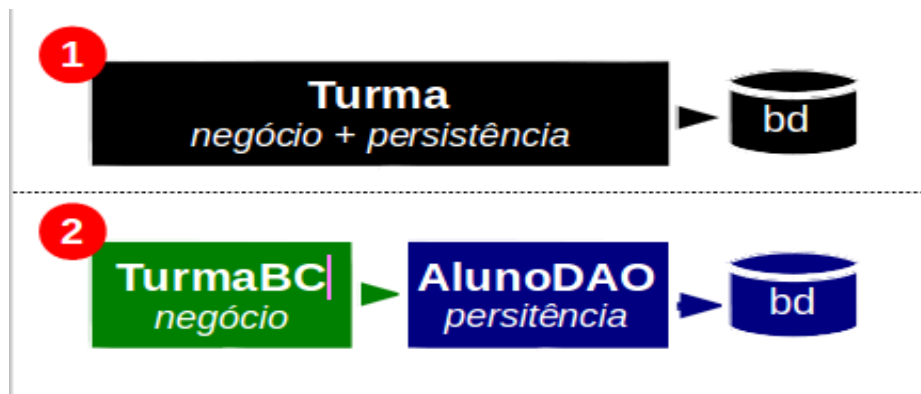 1
Turma
negócio + persistência
bd
2
TurmaBC
negócio
AlunoDAO
persitência
bd